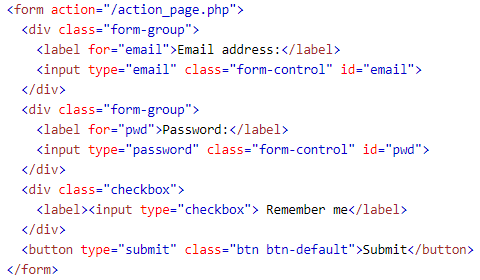 <form action="/action_page.php">
  <div class="form-group">
    <label for="email">Email address:</label>
    <input type="email" class="form-control" id="email">
  </div>
  <div class="form-group">
    <label for="pwd">Password:</label>
    <input type="password" class="form-control" id="pwd">
  </div>
  <div class="checkbox">
    <label><input type="checkbox"> Remember me</label>
  </div>
  <button type="submit" class="btn btn-default">Submit</button>
</form>